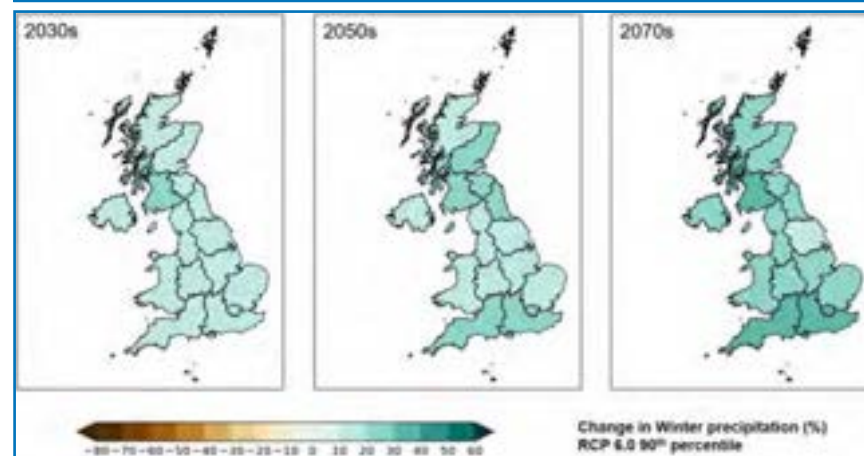 2030s
2050s
2070s
-80 -70 -60 -50 -40 -30 -20 -10 0 10 20 30 40 50 60
Change in Winter precipitation (%)
RCP 6.0 90th percentile